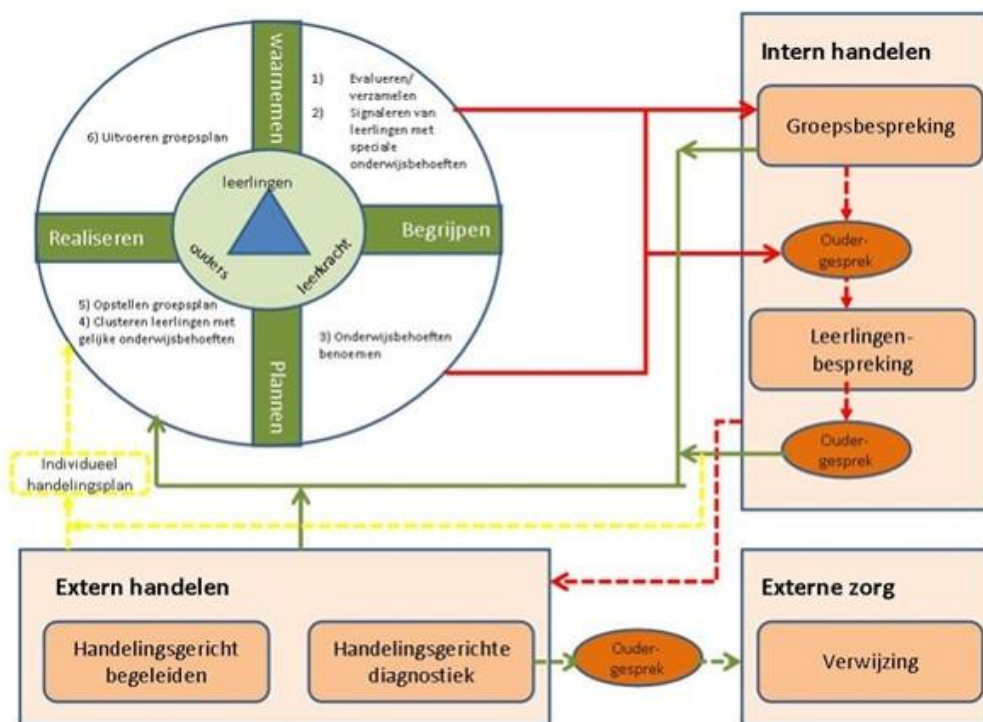 waarnemen
1) Evalueren/
verzamelen
2) Signaleren van
leerlingen met
speciale
onderwijsbehoeften
6) Uitvoeren groepsplan
leerlingen
ouders
leerkracht
Realiseren
Begrijpen
5) Opstellen groepsplan
4) Clusteren leerlingen met
gelijke onderwijsbehoeften
3) Onderwijsbehoeften
benoemen
Plannen
Intern handelen
Groepsbespreking
Ouder-
gesprek
Leerlingen-
bespreking
Ouder-
gesprek
Individueel
handelingsplan
Extern handelen
Handelingsgericht
begeleiden
Handelingsgerichte
diagnostiek
Ouder-
gesprek
Externe zorg
Verwijzing